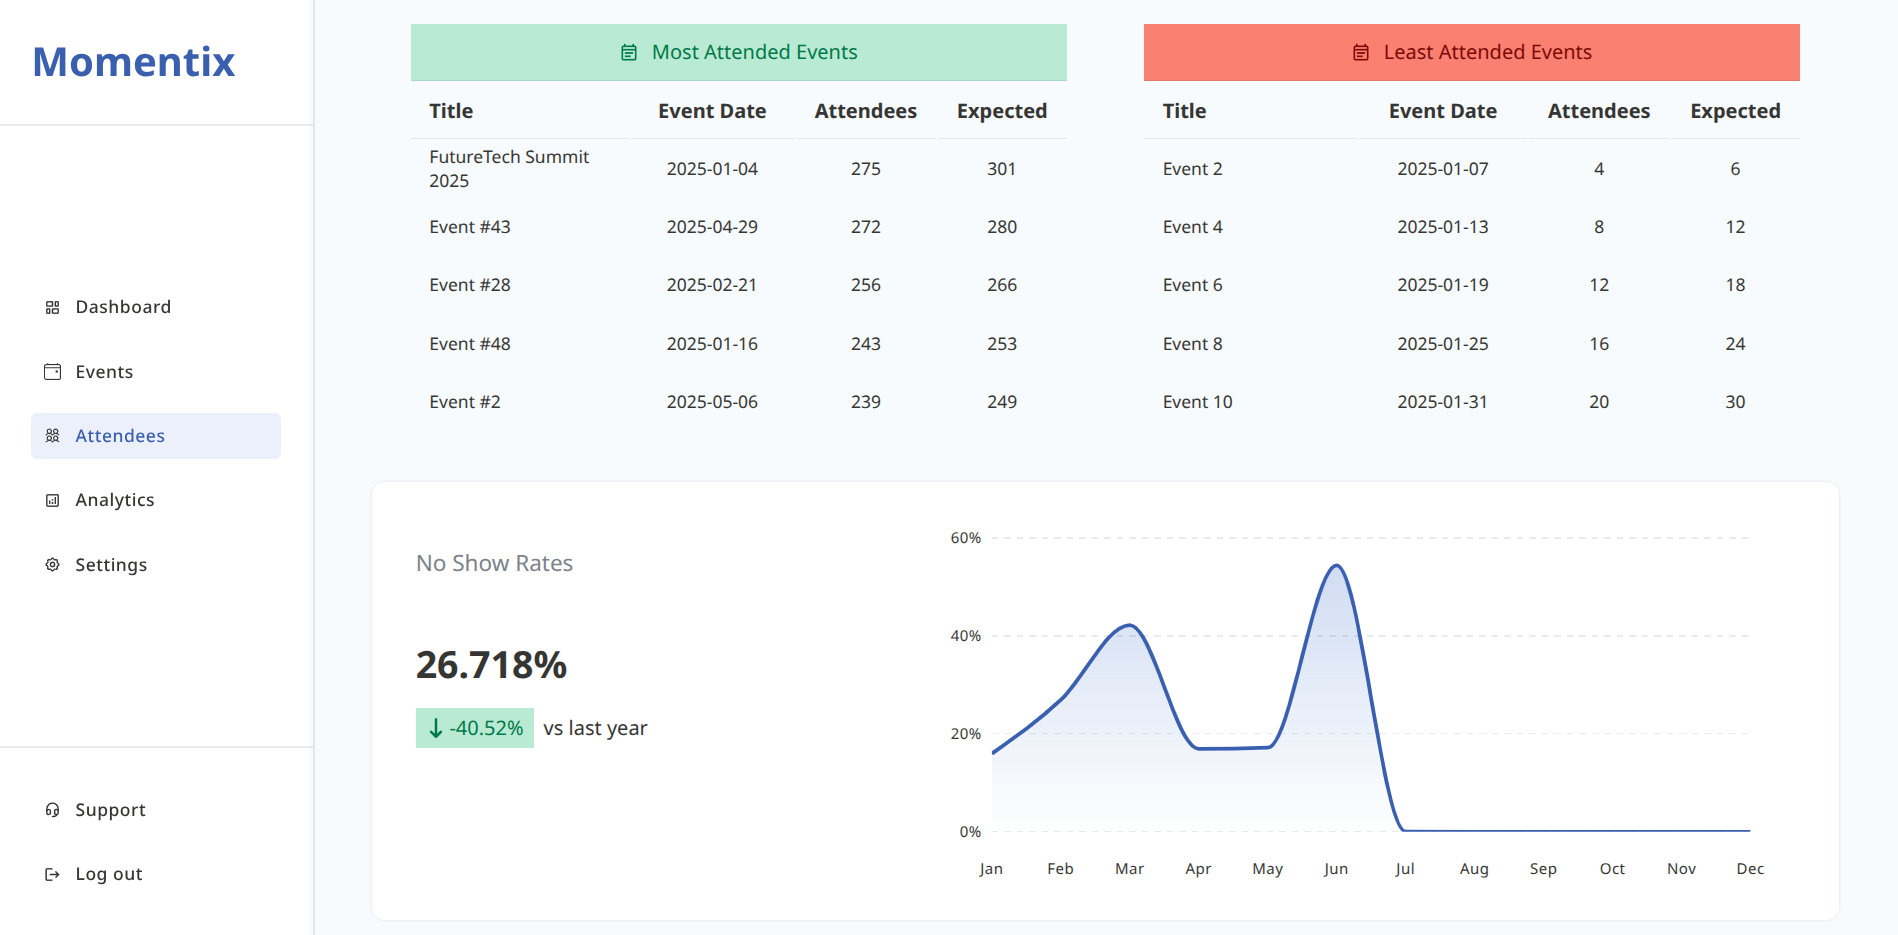 Momentix
Dashboard
Events
Attendees
Analytics
Settings
Support
Log out
Most Attended Events
Title Event Date Attendees Expected
FutureTech Summit
2025 2025-01-04 275 301
Event #43 2025-04-29 272 280
Event #28 2025-02-21 256 266
Event #48 2025-01-16 243 253
Event #2 2025-05-06 239 249
Least Attended Events
Title Event Date Attendees Expected
Event 2 2025-01-07 4 6
Event 4 2025-01-13 8 12
Event 6 2025-01-19 12 18
Event 8 2025-01-25 16 24
Event 10 2025-01-31 20 30
No Show Rates
26.718%
-40.52% vs last year
60%
40%
20%
0%
Jan Feb Mar Apr May Jun Jul Aug Sep Oct Nov Dec